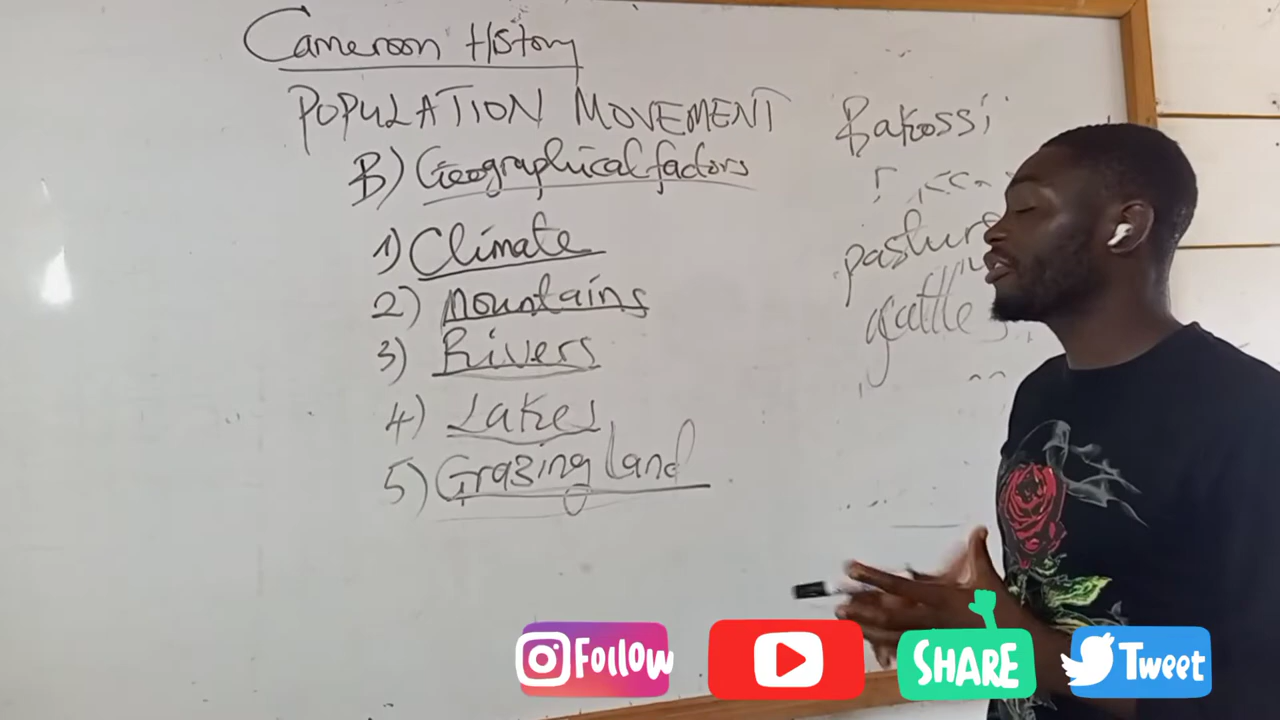 Cameroon History
POPULATION MOVEMENT
B) Geographical factors
1) Climate
2) Mountains
3) Rivers
4) Lakes
5) Grazing land
Bakossi
pasture
cattle
Follow
SHARE
Tweet